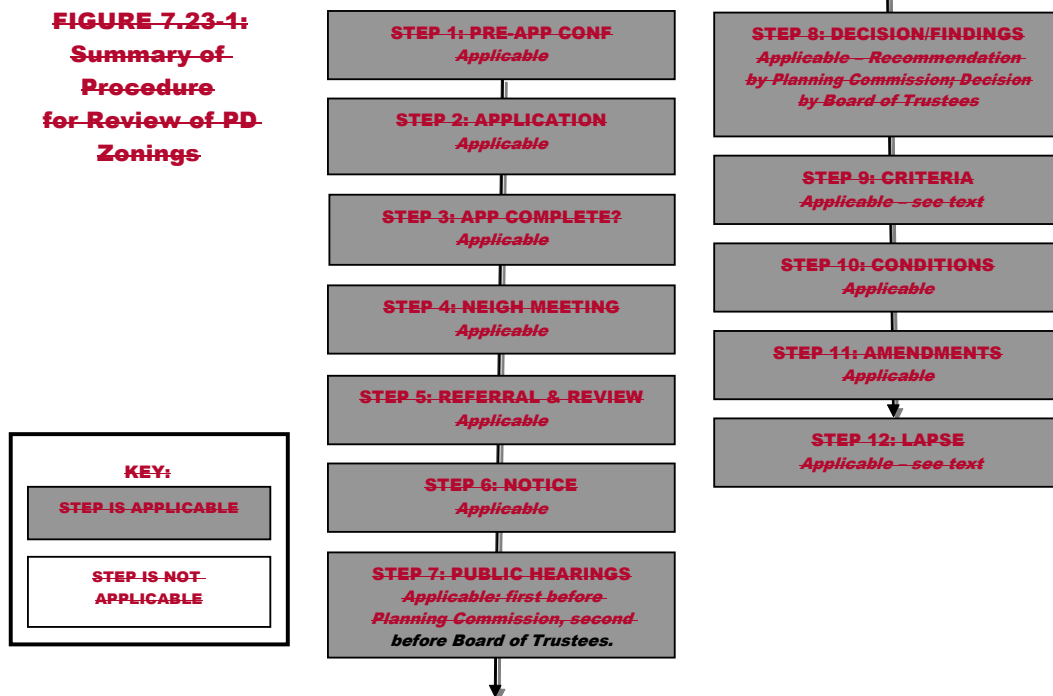 FIGURE 7.23-1:
Summary of
Procedure
for Review of PD
Zonings
KEY:
STEP IS APPLICABLE
STEP IS NOT
APPLICABLE
STEP 1: PRE-APP CONF
Applicable
STEP 2: APPLICATION
Applicable
STEP 3: APP COMPLETE?
Applicable
STEP 4: NEIGH MEETING
Applicable
STEP 5: REFERRAL & REVIEW
Applicable
STEP 6: NOTICE
Applicable
STEP 7: PUBLIC HEARINGS
Applicable: first before
Planning Commission, second
before Board of Trustees.
STEP 8: DECISION/FINDINGS
Applicable – Recommendation
by Planning Commission; Decision
by Board of Trustees
STEP 9: CRITERIA
Applicable – see text
STEP 10: CONDITIONS
Applicable
STEP 11: AMENDMENTS
Applicable
STEP 12: LAPSE
Applicable – see text